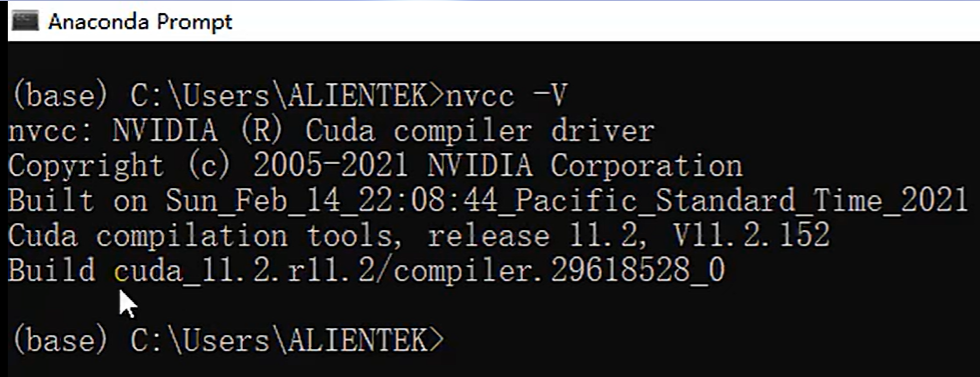 Anaconda Prompt
(base) C:\Users\ALIENTEK>nvcc -V
nvcc: NVIDIA (R) Cuda compiler driver
Copyright (c) 2005-2021 NVIDIA Corporation
Built on Sun_Feb_14_22:08:44_Pacific_Standard_Time_2021
Cuda compilation tools, release 11.2, V11.2.152
Build cuda_11.2.r11.2/compiler.29618528_0
(base) C:\Users\ALIENTEK>